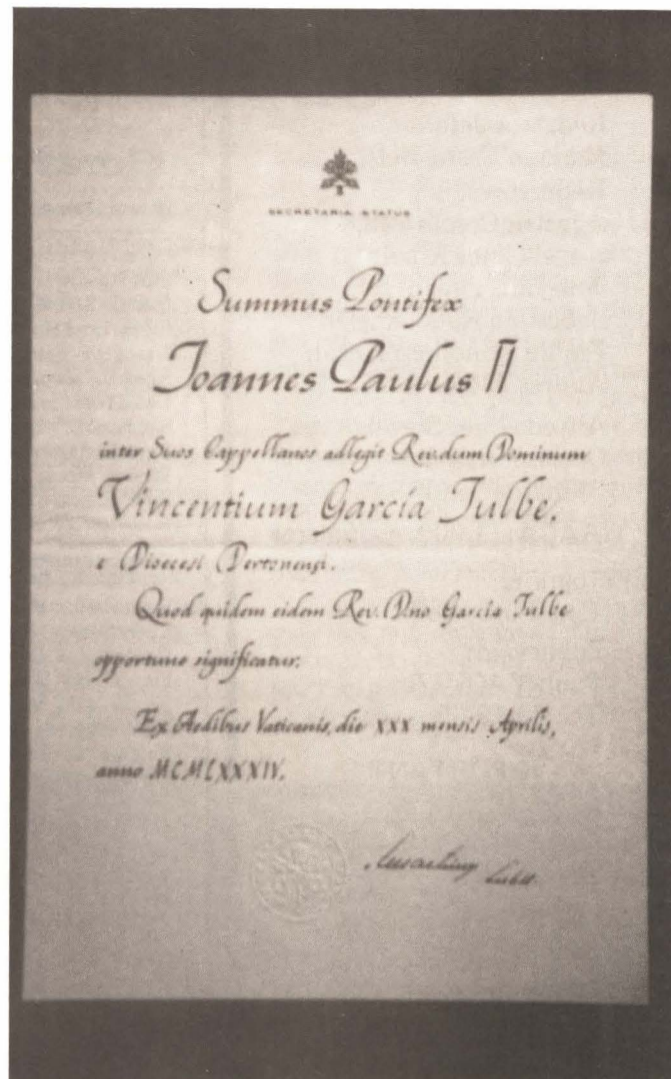 SECRETARIA STATUS
Summus Pontifex
Joannes Paulus II
inter Suos Cappellanos adlegit Rev.dum Dominum
Vincentium García Julbe,
e Dioecesi Dertonensi.
Quod quidem eidem Rev. Dno García Julbe
opportune significatur.
Ex Aedibus Vaticanis, die XXX mensis Aprilis,
anno MCMLXXXIV.